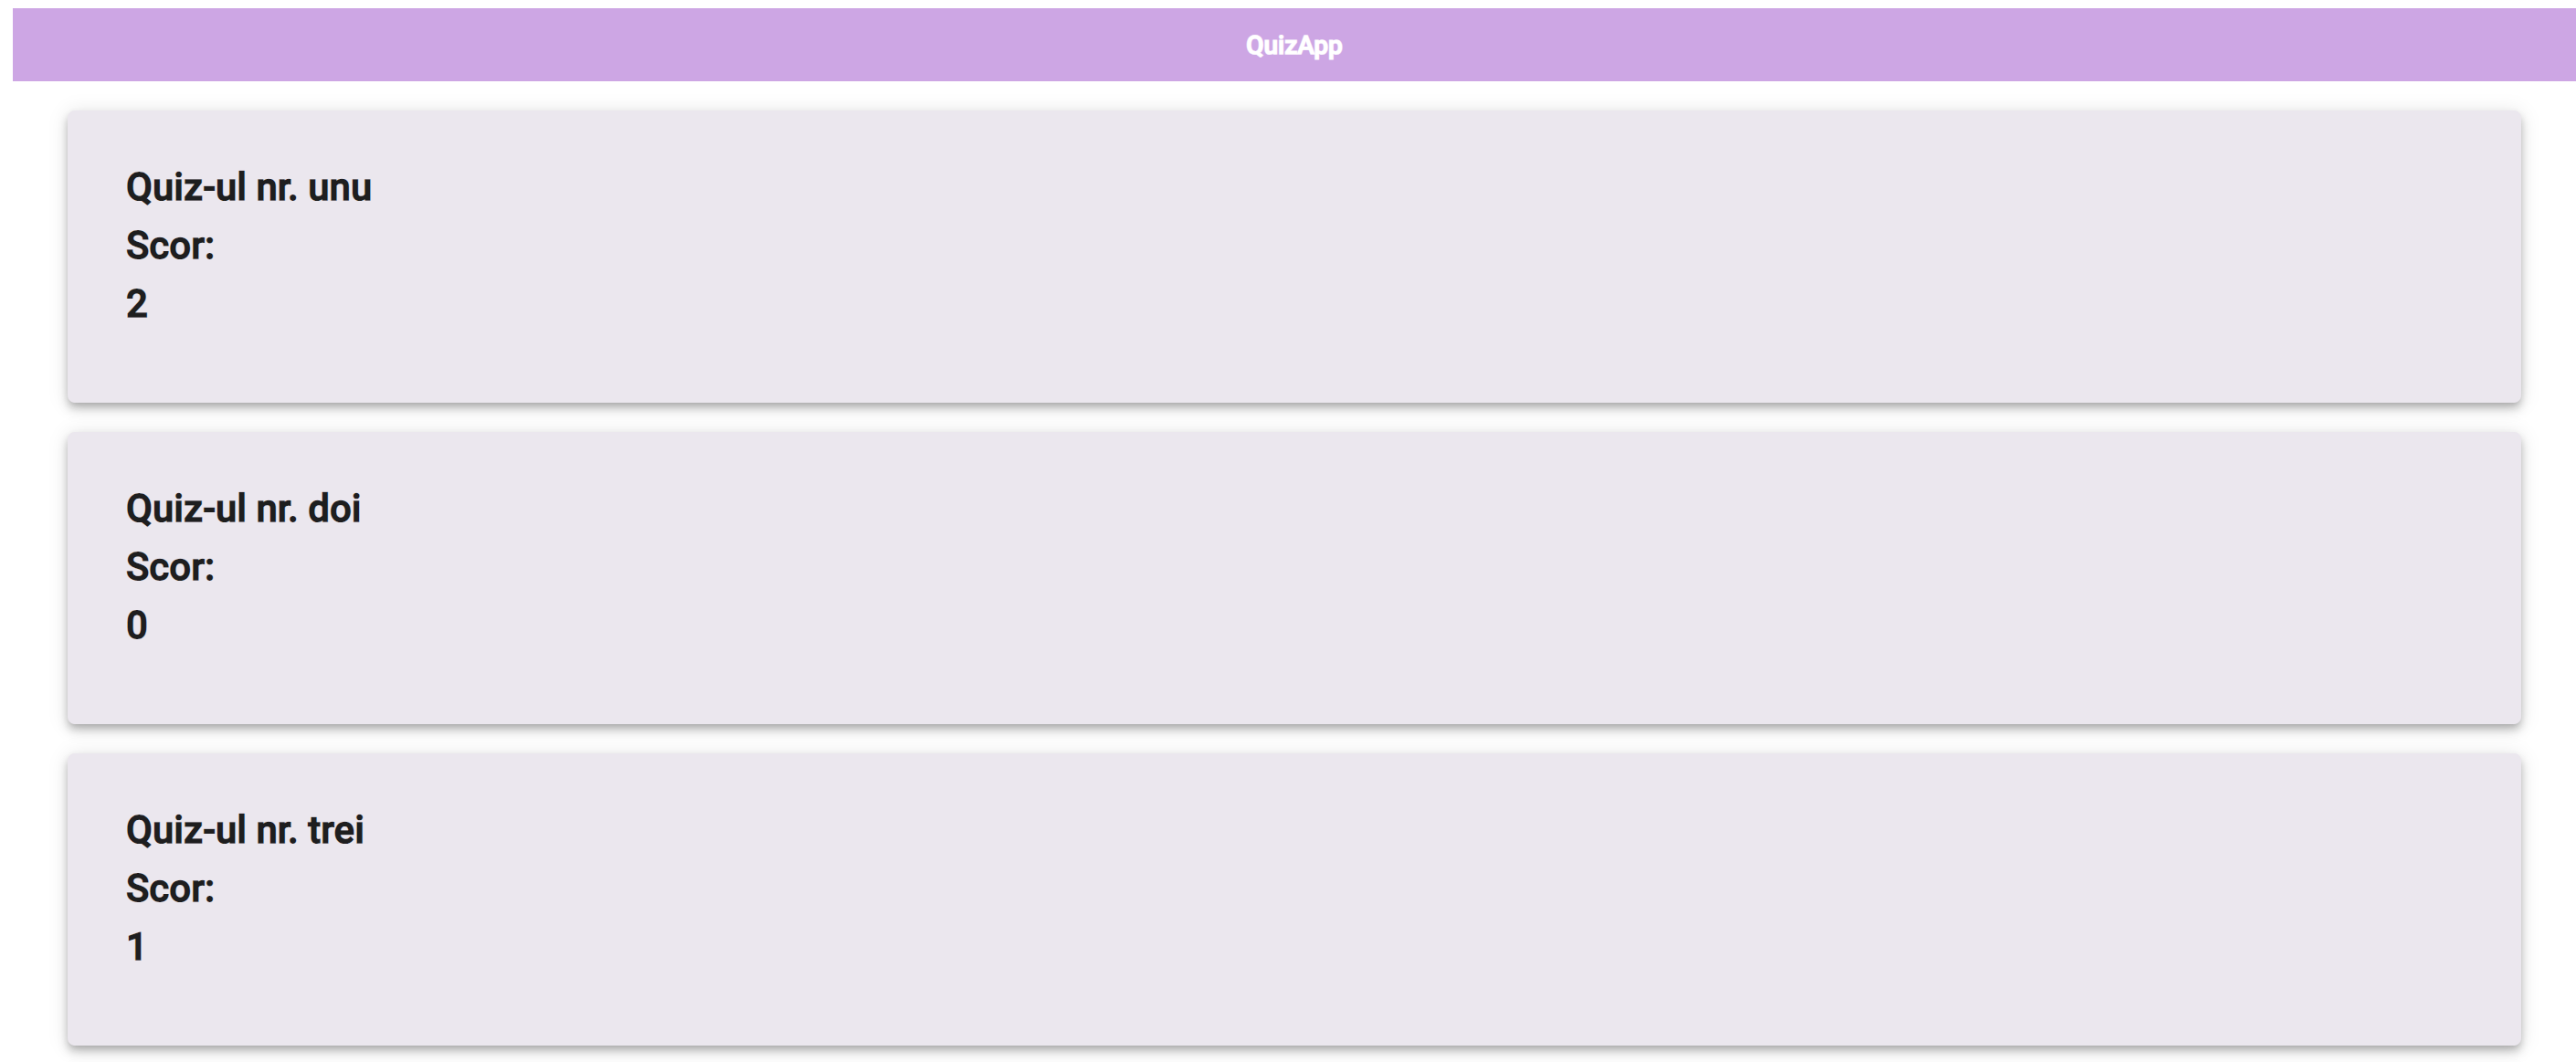 QuizApp
Quiz-ul nr. unu
Scor:
2
Quiz-ul nr. doi
Scor:
0
Quiz-ul nr. trei
Scor:
1